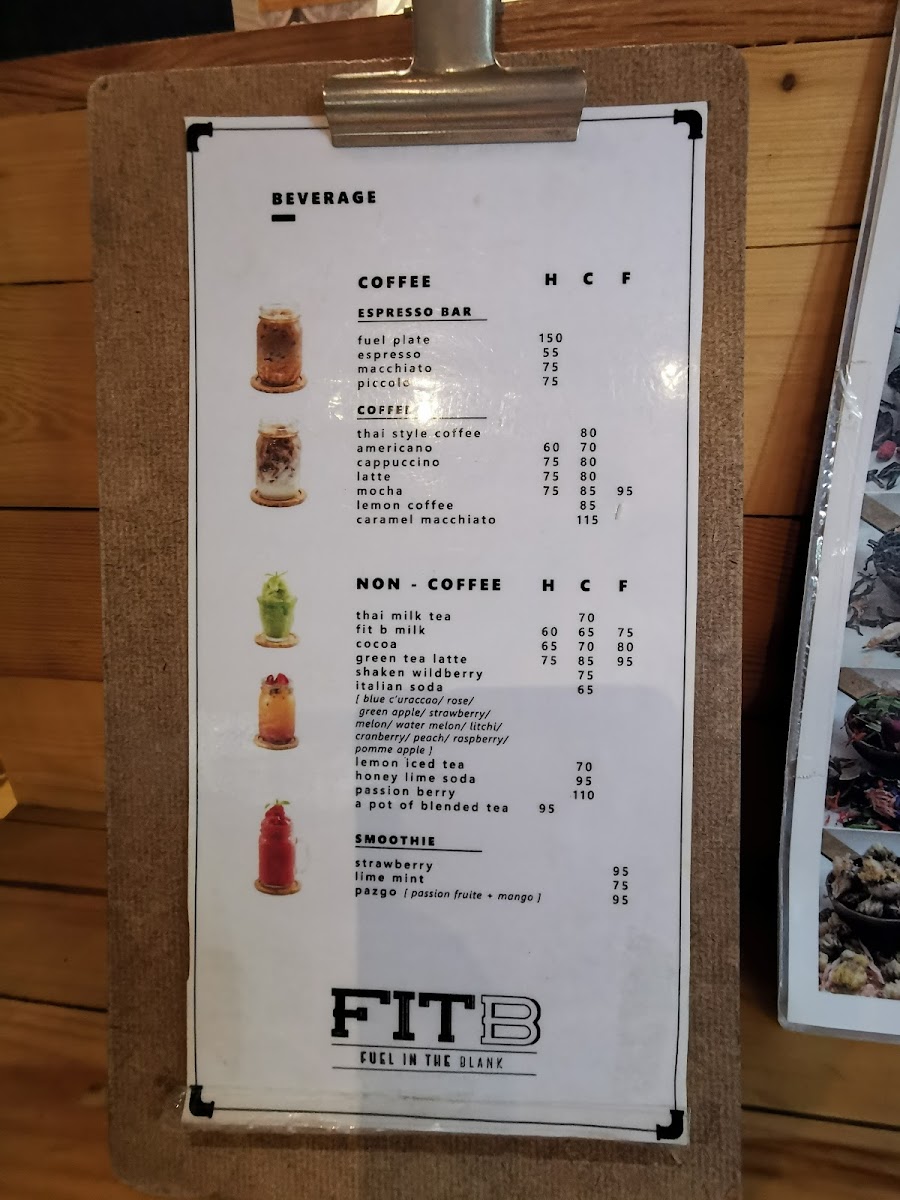 BEVERAGE
COFFEE H C F
ESPRESSO BAR
fuel plate 150
espresso 55
macchiato 75
piccolo 75
COFFEE
thai style coffee 80
americano 60 70
cappuccino 75 80
latte 75 80
mocha 75 85 95
lemon coffee 85
caramel macchiato 115
NON - COFFEE H C F
thai milk tea 70
fit b milk 60 65 75
cocoa 65 70 80
green tea latte 75 85 95
shaken wildberry 75
italian soda 65
[ blue c'uraccao/ rose/
green apple/ strawberry/
melon/ water melon/ litchi/
cranberry/ peach/ raspberry/
pomme apple ]
lemon iced tea 70
honey lime soda 95
passion berry 110
a pot of blended tea 95
SMOOTHIE
strawberry 95
lime mint 75
pazgo [ passion fruite + mango ] 95
FITB
FUEL IN THE BLANK